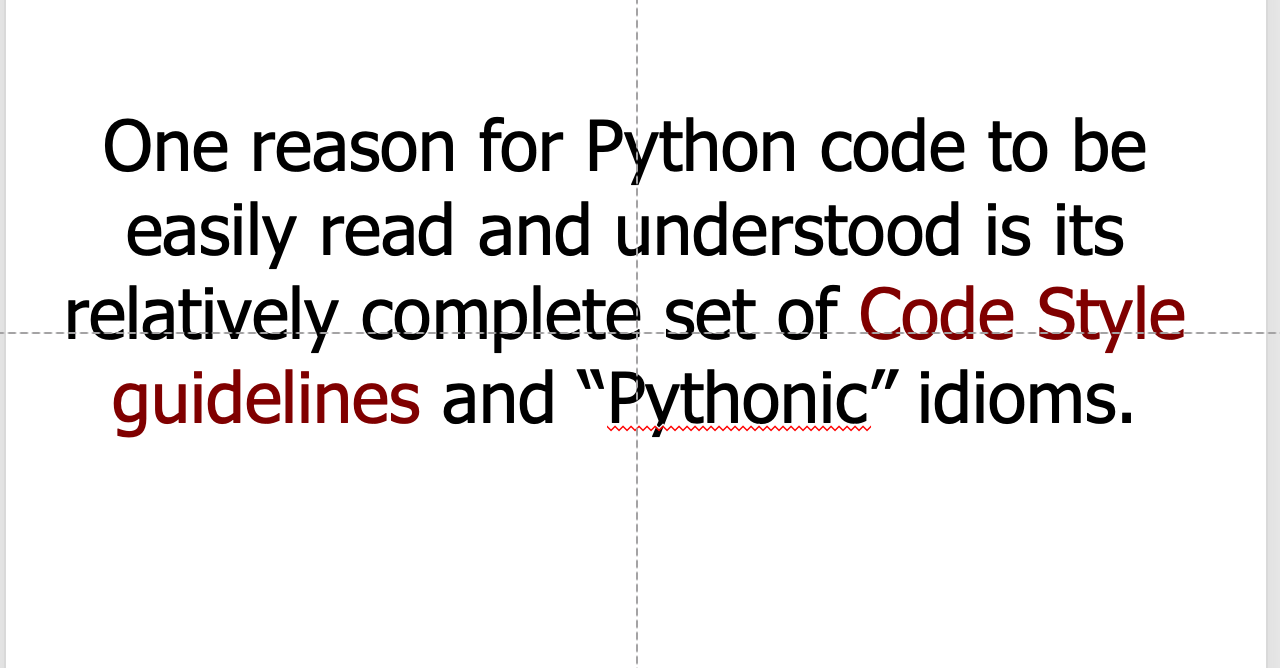 One reason for Python code to be
easily read and understood is its
relatively complete set of Code Style
guidelines and “Pythonic” idioms.